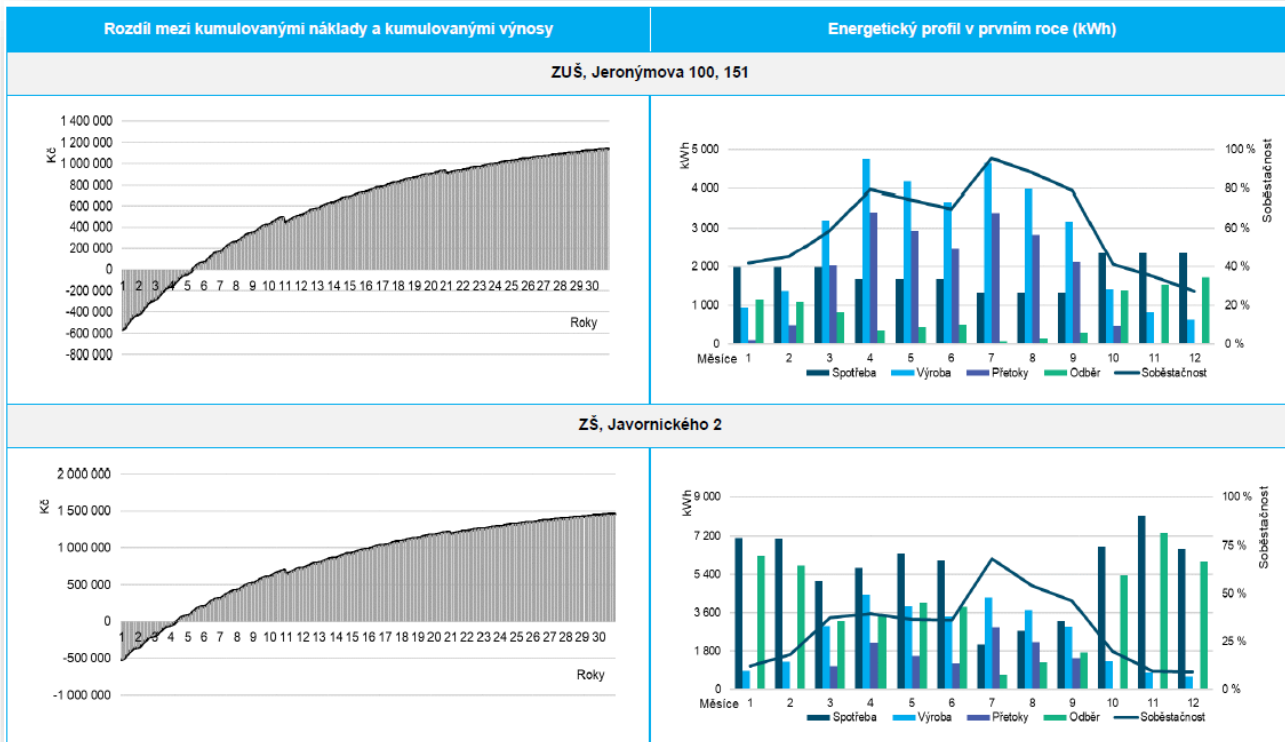 Rozdíl mezi kumulovanými náklady a kumulovanými výnosy
Energetický profil v prvním roce (kWh)
ZUŠ, Jeronýmova 100, 151
Kč
1 400 000
1 200 000
1 000 000
800 000
600 000
400 000
200 000
0
-200 000
-400 000
-600 000
-800 000
1 2 3 4 5 6 7 8 9 10 11 12 13 14 15 16 17 18 19 20 21 22 23 24 25 26 27 28 29 30
Roky
kWh
5 000
4 000
3 000
2 000
1 000
0
100 %
80 %
60 %
40 %
20 %
0 %
Soběstačnost
Měsíce 1 2 3 4 5 6 7 8 9 10 11 12
Spotřeba Výroba Přetoky Odběr Soběstačnost
ZŠ, Javornického 2
Kč
2 000 000
1 500 000
1 000 000
500 000
0
-500 000
-1 000 000
1 2 3 4 5 6 7 8 9 10 11 12 13 14 15 16 17 18 19 20 21 22 23 24 25 26 27 28 29 30
Roky
kWh
9 000
7 200
5 400
3 600
1 800
0
100 %
75 %
50 %
25 %
0 %
Soběstačnost
Měsíce 1 2 3 4 5 6 7 8 9 10 11 12
Spotřeba Výroba Přetoky Odběr Soběstačnost